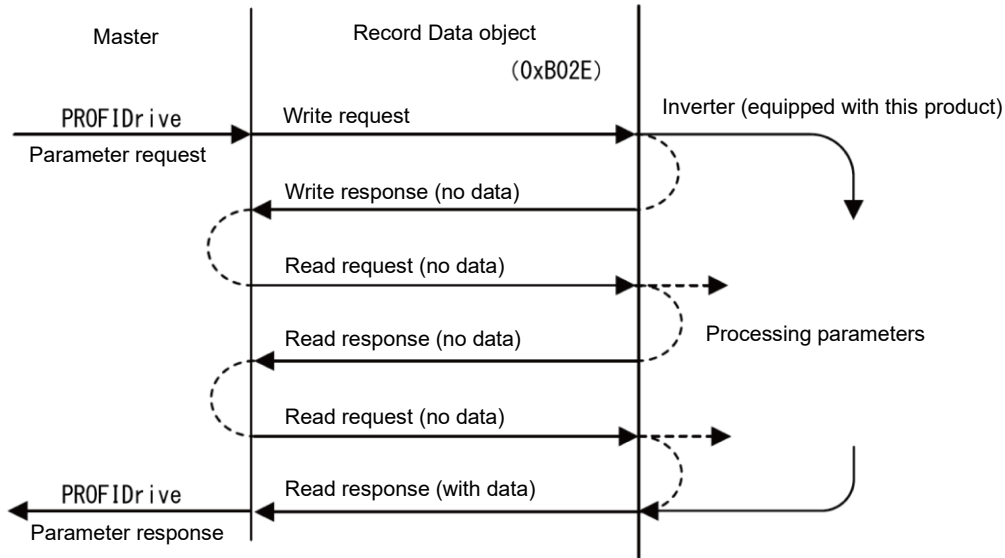 Master
Record Data object
(0xB02E)
PROFIDrive
Write request
Inverter (equipped with this product)
Parameter request
Write response (no data)
Read request (no data)
Processing parameters
Read response (no data)
Read request (no data)
PROFIDrive
Read response (with data)
Parameter response